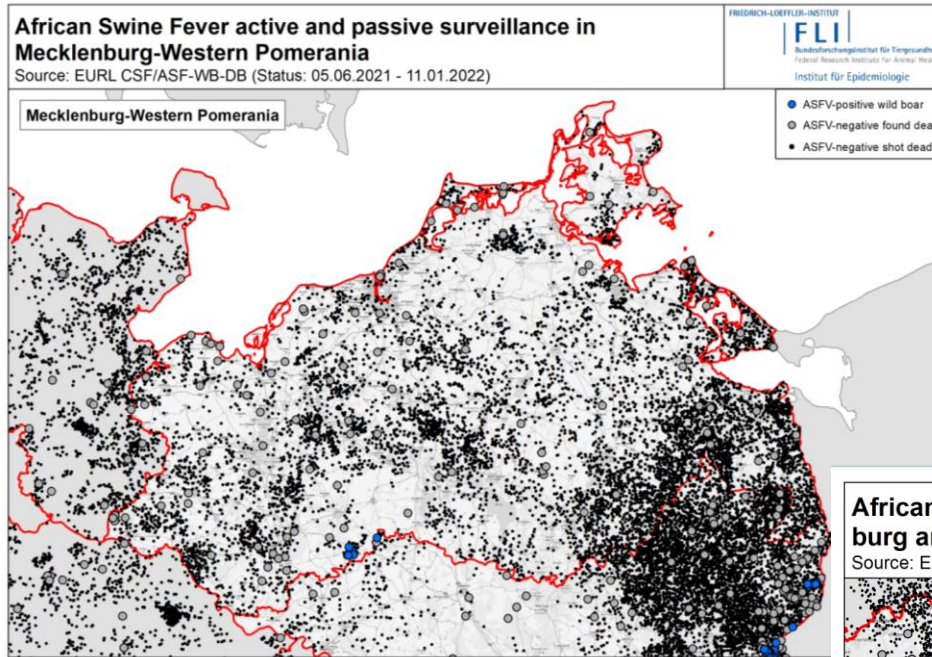 African Swine Fever active and passive surveillance in
Mecklenburg-Western Pomerania
Source: EURL CSF/ASF-WB-DB (Status: 05.06.2021 - 11.01.2022)
FRIEDRICH-LOEFFLER-INSTITUT
FLI
Bundesforschungsinstitut für Tiergesundh
Federal Research Institute for Animal Heal
Institut für Epidemiologie
Mecklenburg-Western Pomerania
ASFV-positive wild boar
ASFV-negative found dea
ASFV-negative shot dead
African
burg ar
Source: E